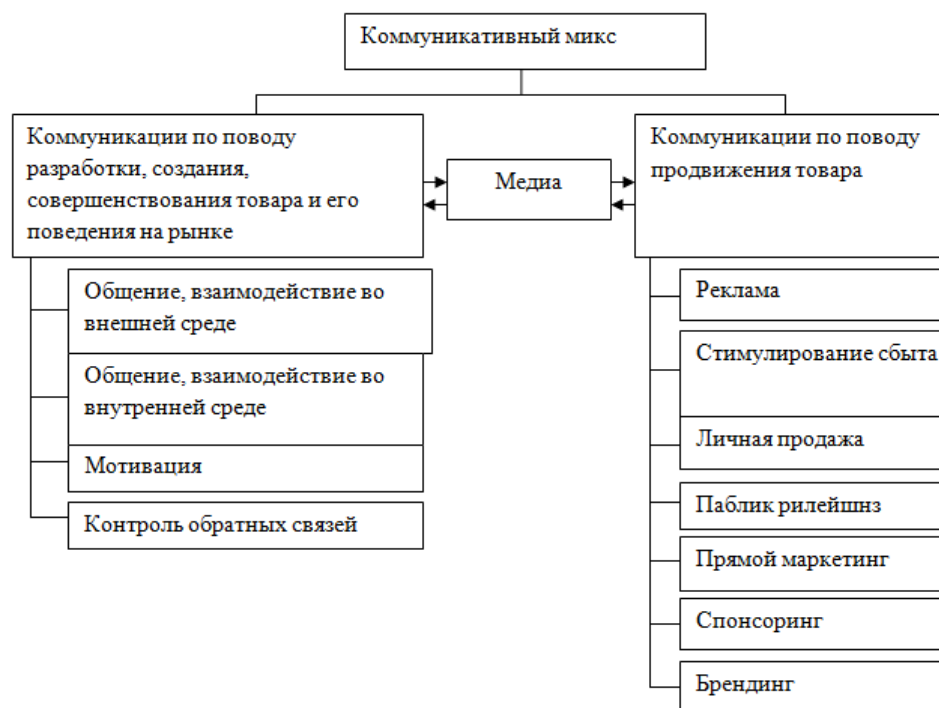 Коммуникативный микс
Коммуникации по поводу
разработки, создания,
совершенствования товара и его
поведения на рынке
Медиа
Коммуникации по поводу
продвижения товара
Общение, взаимодействие во
внешней среде
Общение, взаимодействие во
внутренней среде
Мотивация
Контроль обратных связей
Реклама
Стимулирование сбыта
Личная продажа
Паблик рилейшнз
Прямой маркетинг
Спонсоринг
Брендинг